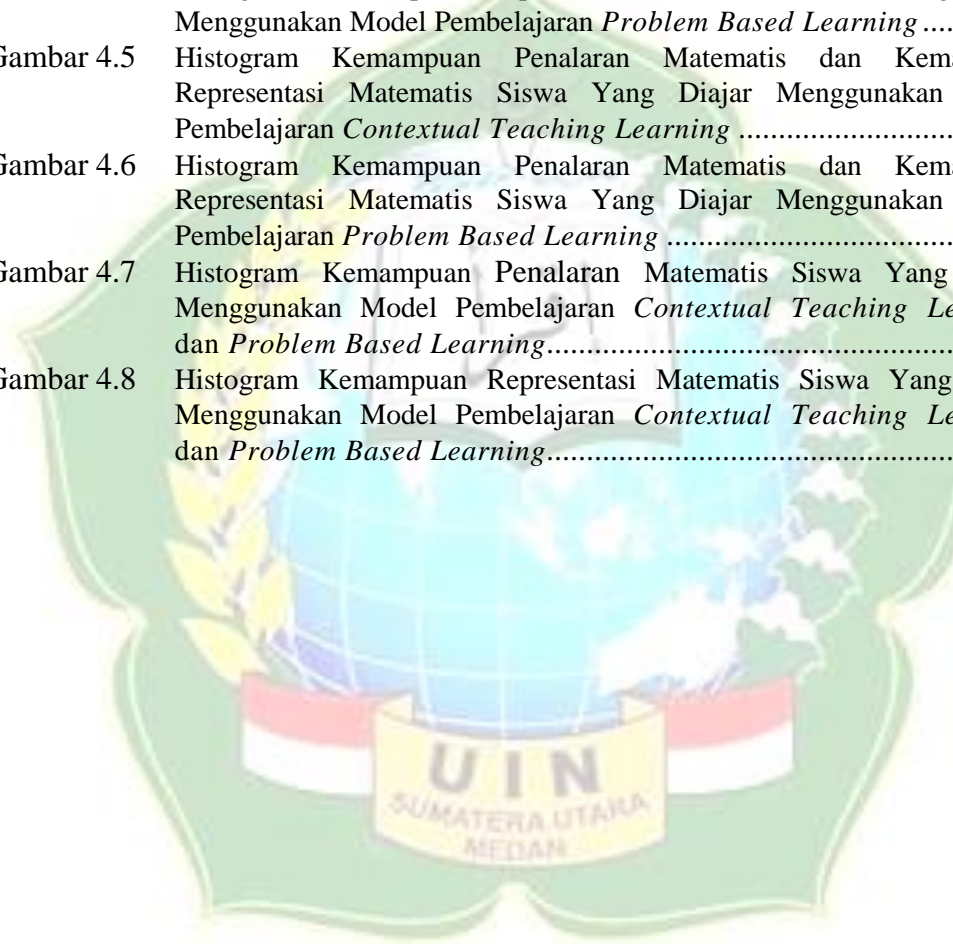 Menggunakan Model Pembelajaran Problem Based Learning ....
Gambar 4.5 Histogram Kemampuan Penalaran Matematis dan
Representasi Matematis Siswa Yang Diajar Menggunakan
Pembelajaran Contextual Teaching Learning ............................
Gambar 4.6 Histogram Kemampuan Penalaran Matematis dan
Representasi Matematis Siswa Yang Diajar Menggunakan
Pembelajaran Problem Based Learning .....................................
Gambar 4.7 Histogram Kemampuan Penalaran Matematis Siswa Yang
Menggunakan Model Pembelajaran Contextual Teaching
dan Problem Based Learning....................................................
Gambar 4.8 Histogram Kemampuan Representasi Matematis Siswa Yang
Menggunakan Model Pembelajaran Contextual Teaching
dan Problem Based Learning....................................................
UIN
SUMATERA UTARA
MEDAN